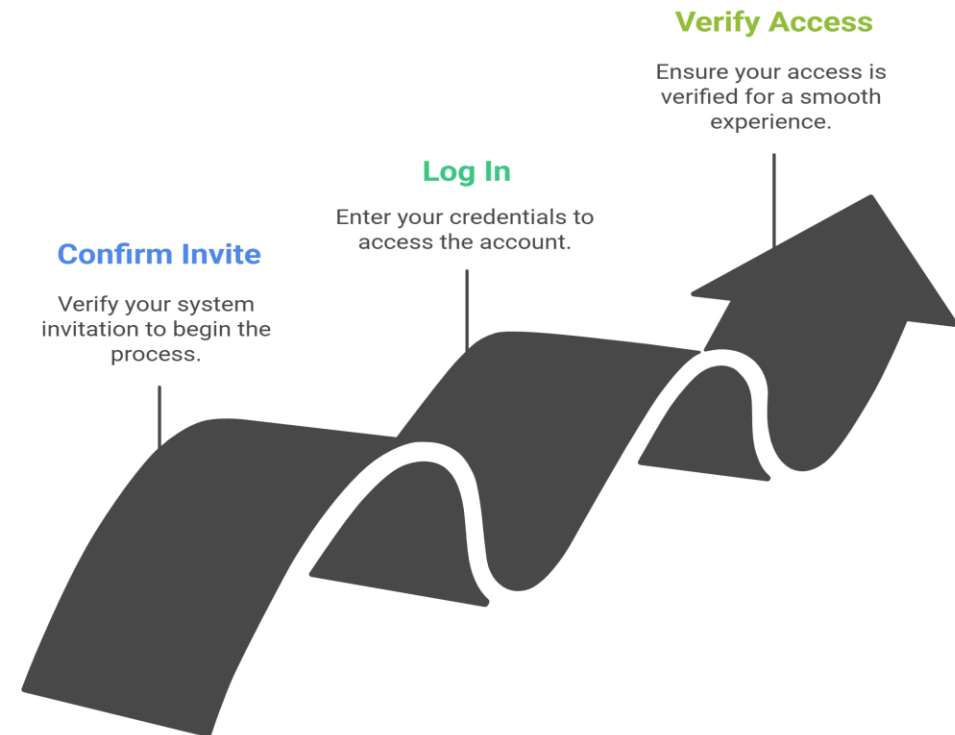 Verify Access
Ensure your access is
verified for a smooth
experience.
Log In
Enter your credentials to
access the account.
Confirm Invite
Verify your system
invitation to begin the
process.